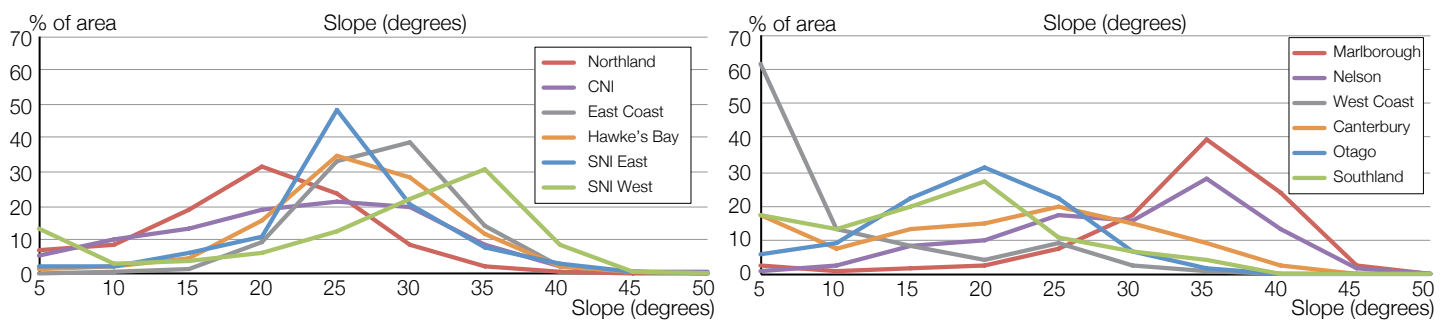 % of area Slope (degrees)
70
60
50
40
30
20
10
0
Northland
CNI
East Coast
Hawke's Bay
SNI East
SNI West
5 10 15 20 25 30 35 40 45 50
Slope (degrees)
% of area Slope (degrees)
70
60
50
40
30
20
10
0
Marlborough
Nelson
West Coast
Canterbury
Otago
Southland
5 10 15 20 25 30 35 40 45 50
Slope (degrees)